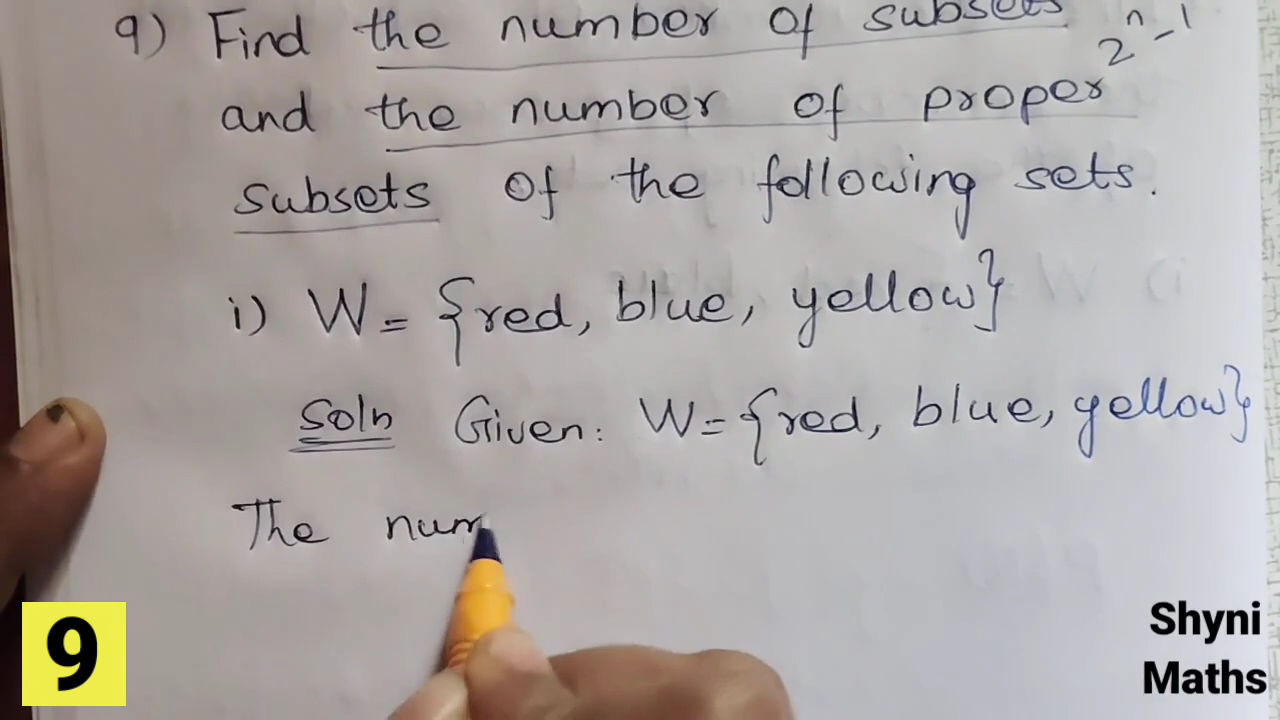 9) Find the number of subsets 2ⁿ-1
and the number of proper
subsets of the following sets.
i) W = {red, blue, yellow}
Soln Given: W = {red, blue, yellow}
The num
9
Shyni
Maths